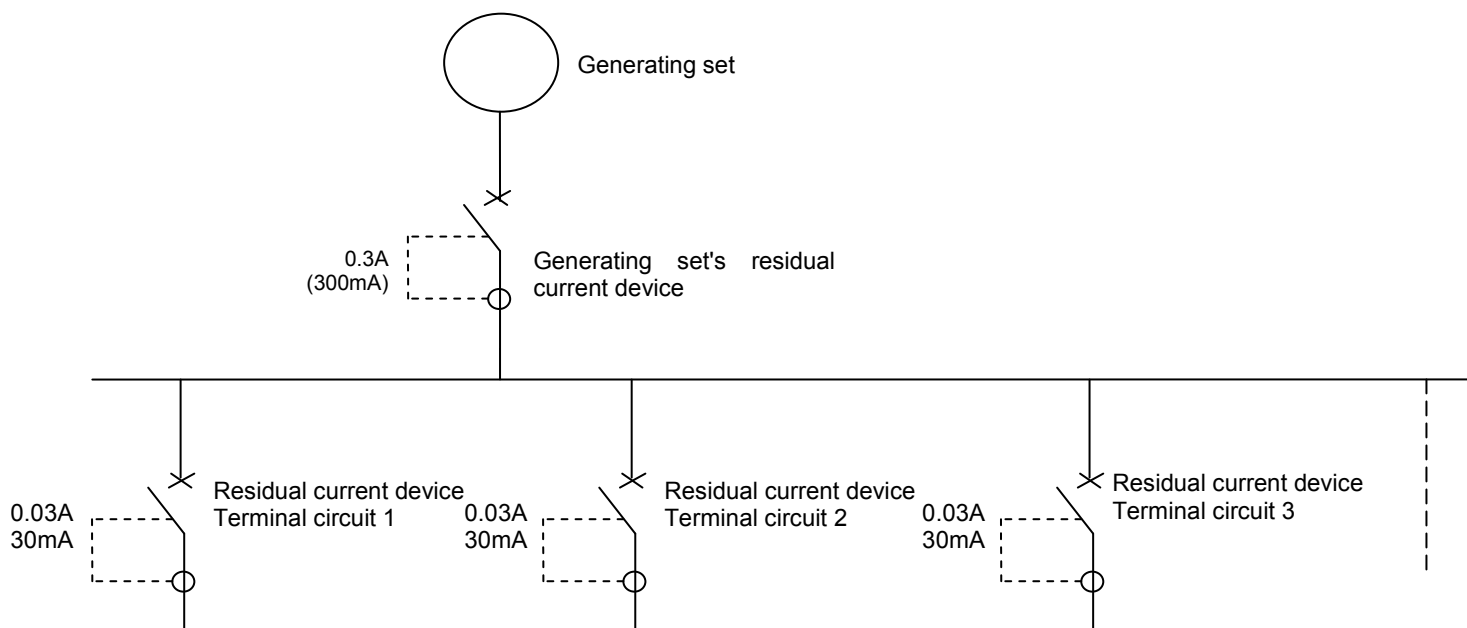 Generating set
0.3A
(300mA)
Generating set's residual
current device
0.03A
30mA
Residual current device
Terminal circuit 1
0.03A
30mA
Residual current device
Terminal circuit 2
0.03A
30mA
Residual current device
Terminal circuit 3